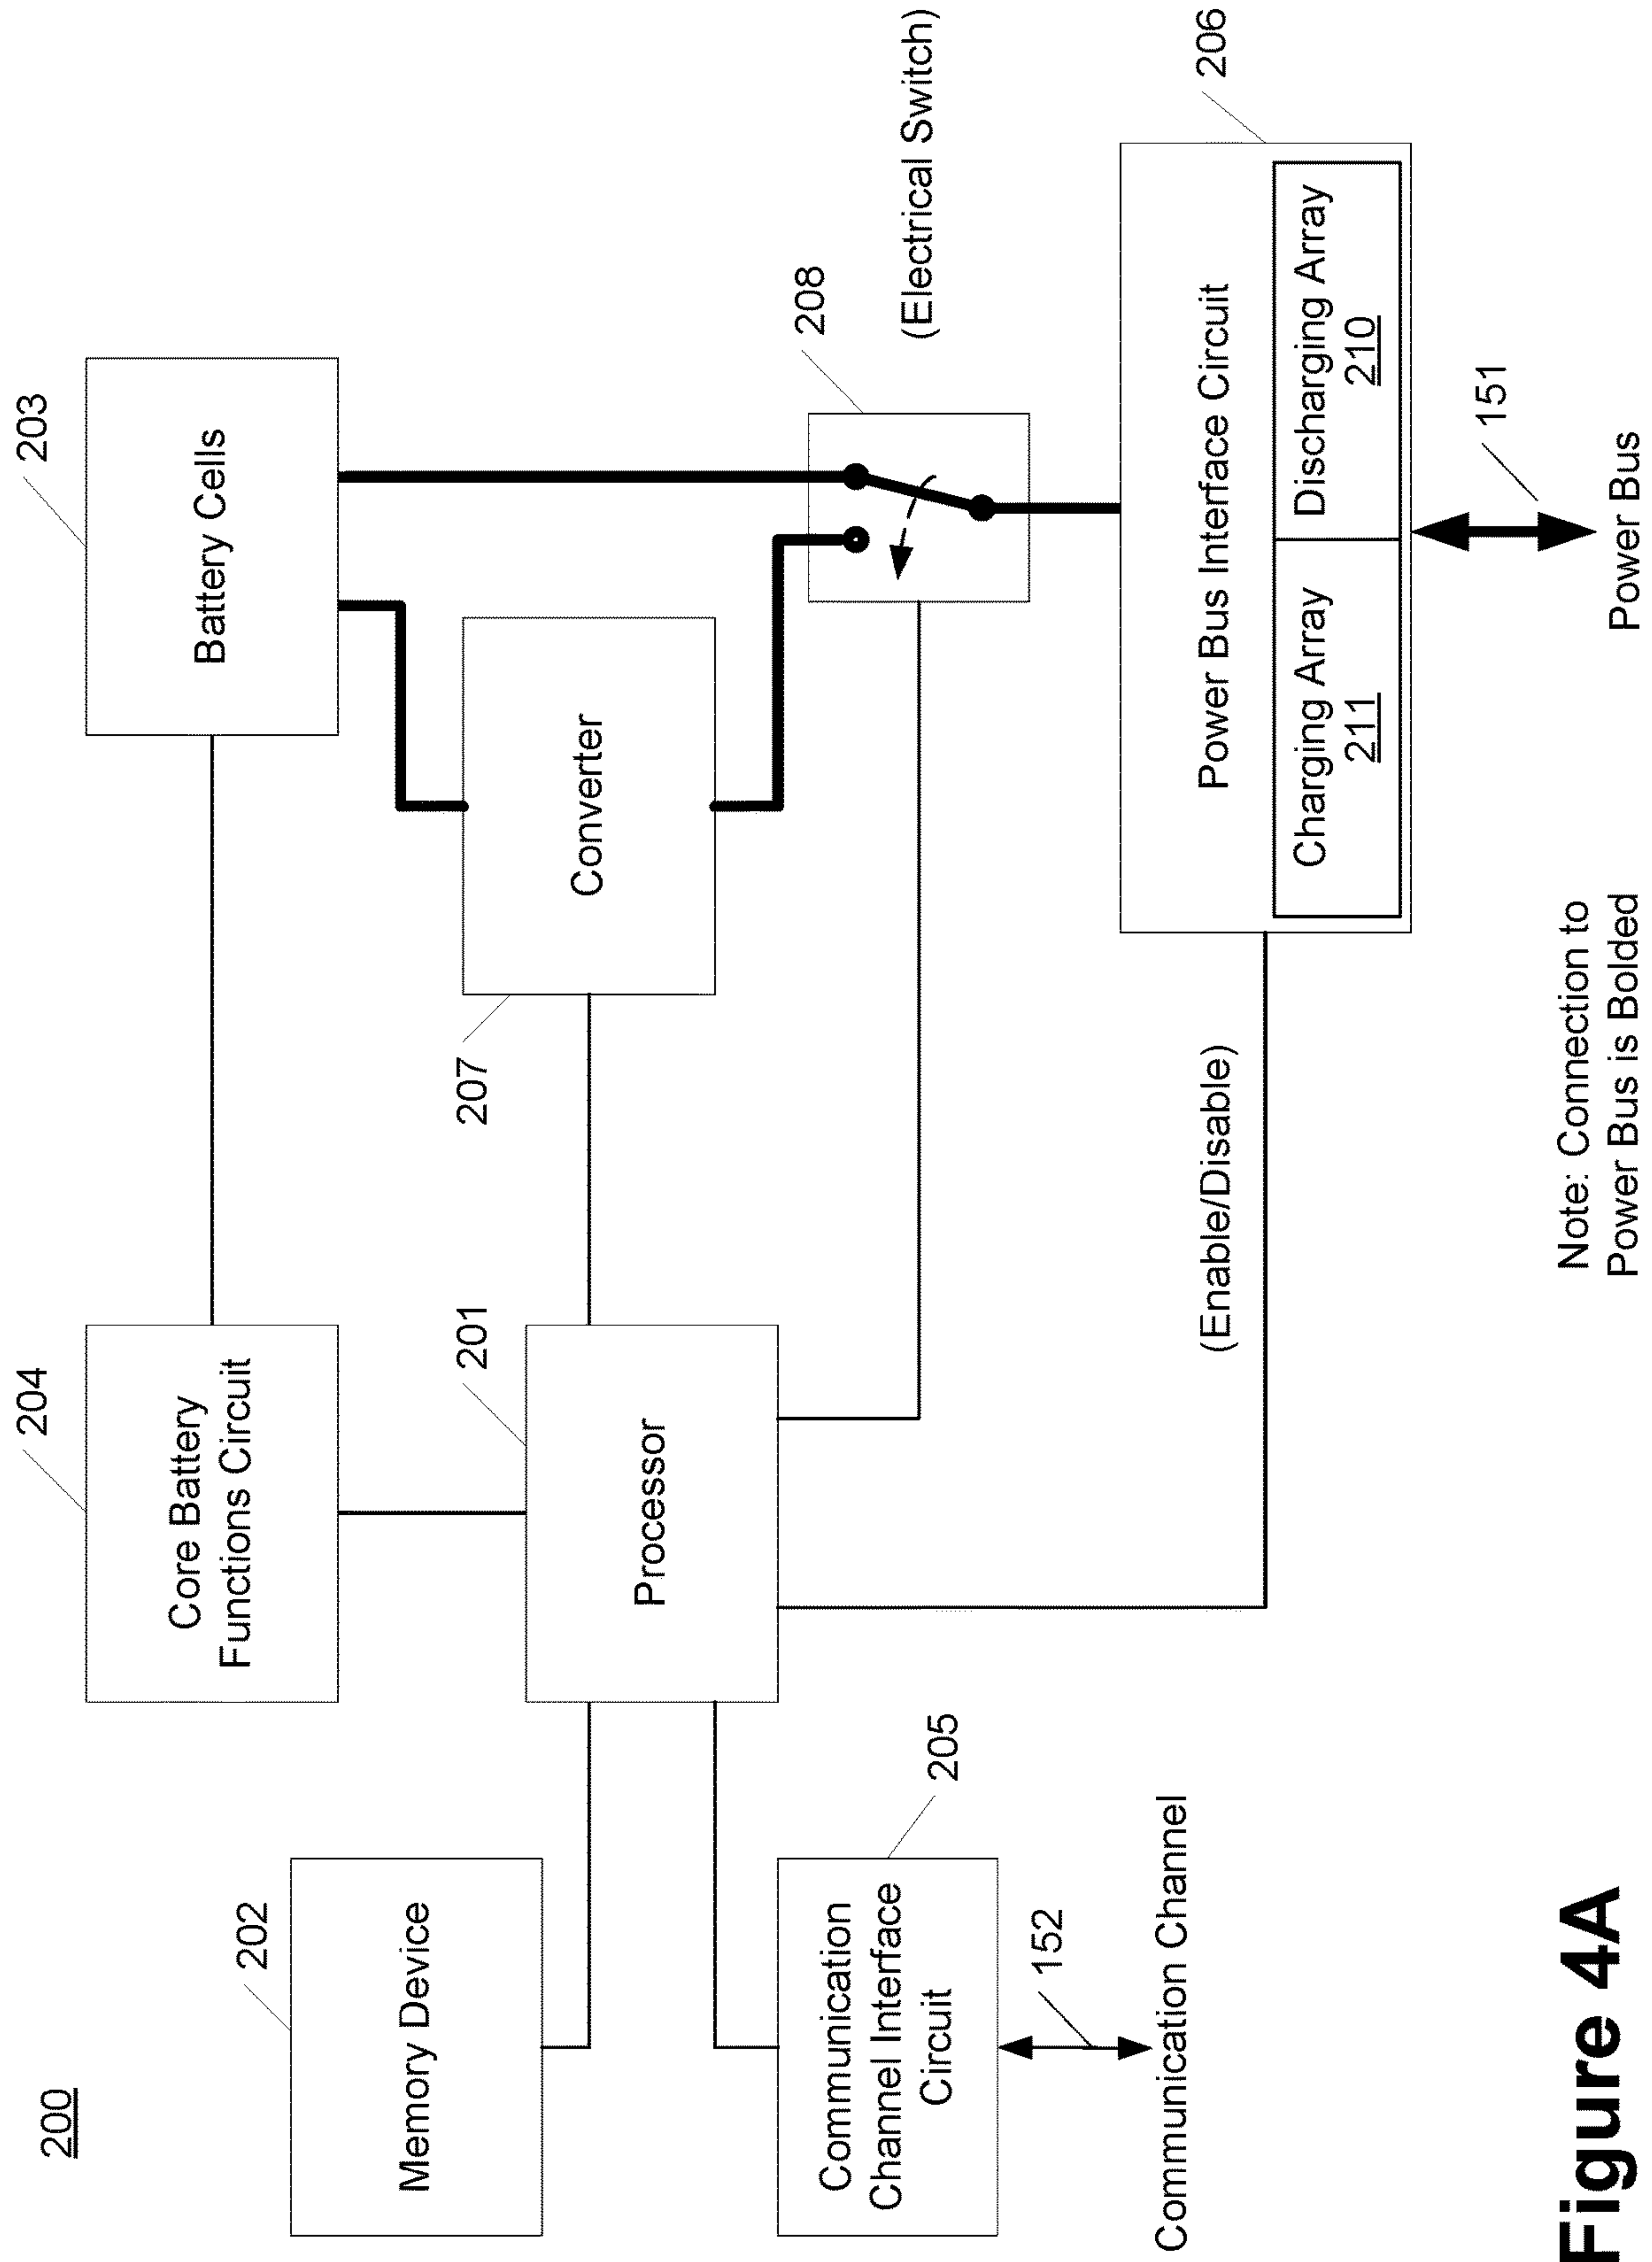 200
204
Core Battery
Functions Circuit
203
Battery Cells
202
Memory Device
201
Processor
207
Converter
208
(Electrical Switch)
205
Communication
Channel Interface
Circuit
152
Communication Channel
(Enable/Disable)
206
Power Bus Interface Circuit
Charging Array
211
Discharging Array
210
151
Power Bus
Note: Connection to
Power Bus is Bolded
Figure 4A